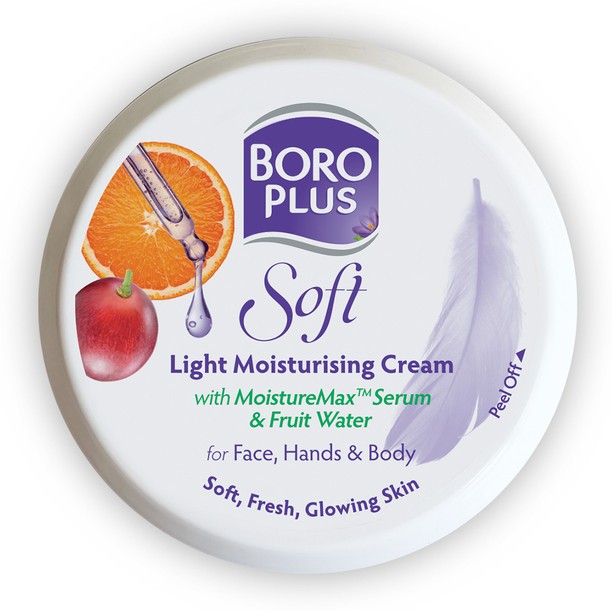 BORO
PLUS
Soft
Light Moisturising Cream
with MoistureMax™ Serum
& Fruit Water
for Face, Hands & Body
Soft, Fresh, Glowing Skin
Peel Off ▲